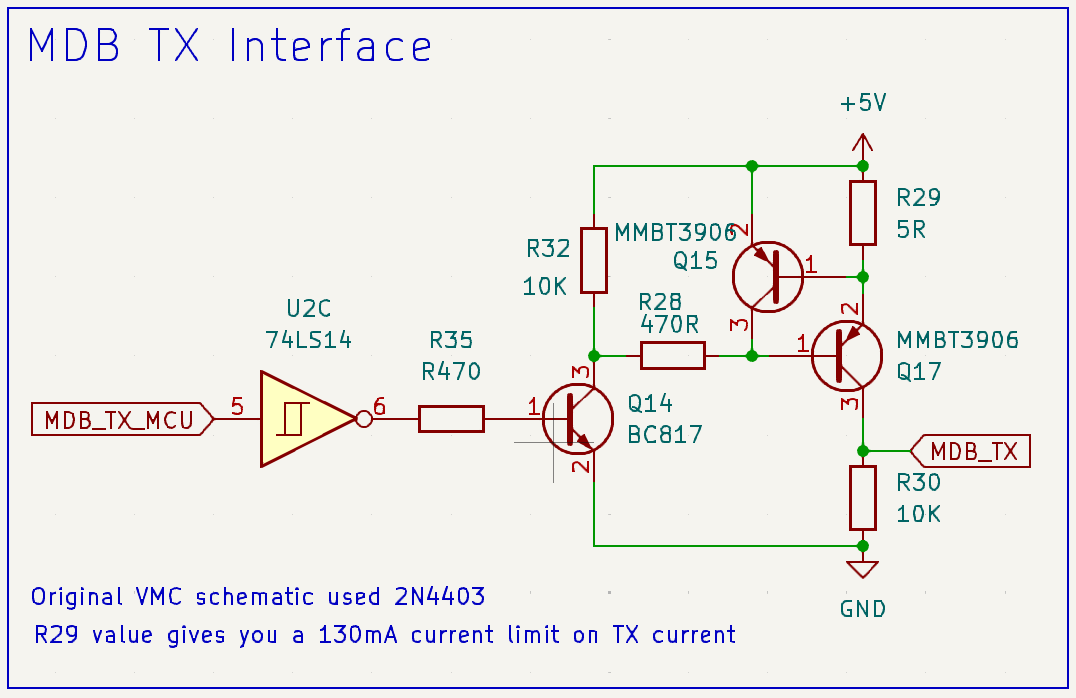 MDB TX Interface
+5V
R29
5R
MMBT3906
Q15
2
1
3
R32
10K
R28
470R
U2C
74LS14
R35
R470
MDB_TX_MCU
5
6
1
3
2
Q14
BC817
2
1
3
MMBT3906
Q17
MDB_TX
R30
10K
GND
Original VMC schematic used 2N4403
R29 value gives you a 130mA current limit on TX current